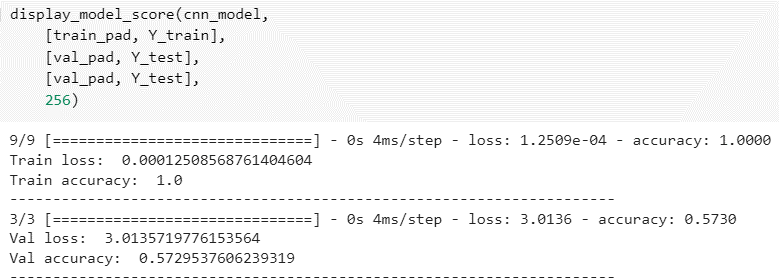 display_model_score(cnn_model,
[train_pad, Y_train],
[val_pad, Y_test],
[val_pad, Y_test],
256)
9/9 [==============================] - 0s 4ms/step - loss: 1.2509e-04 - accuracy: 1.0000
Train loss:  0.00012508568761404604
Train accuracy:  1.0
----------------------------------------------------------------------
3/3 [==============================] - 0s 4ms/step - loss: 3.0136 - accuracy: 0.5730
Val loss:  3.0135719776153564
Val accuracy:  0.5729537606239319
----------------------------------------------------------------------